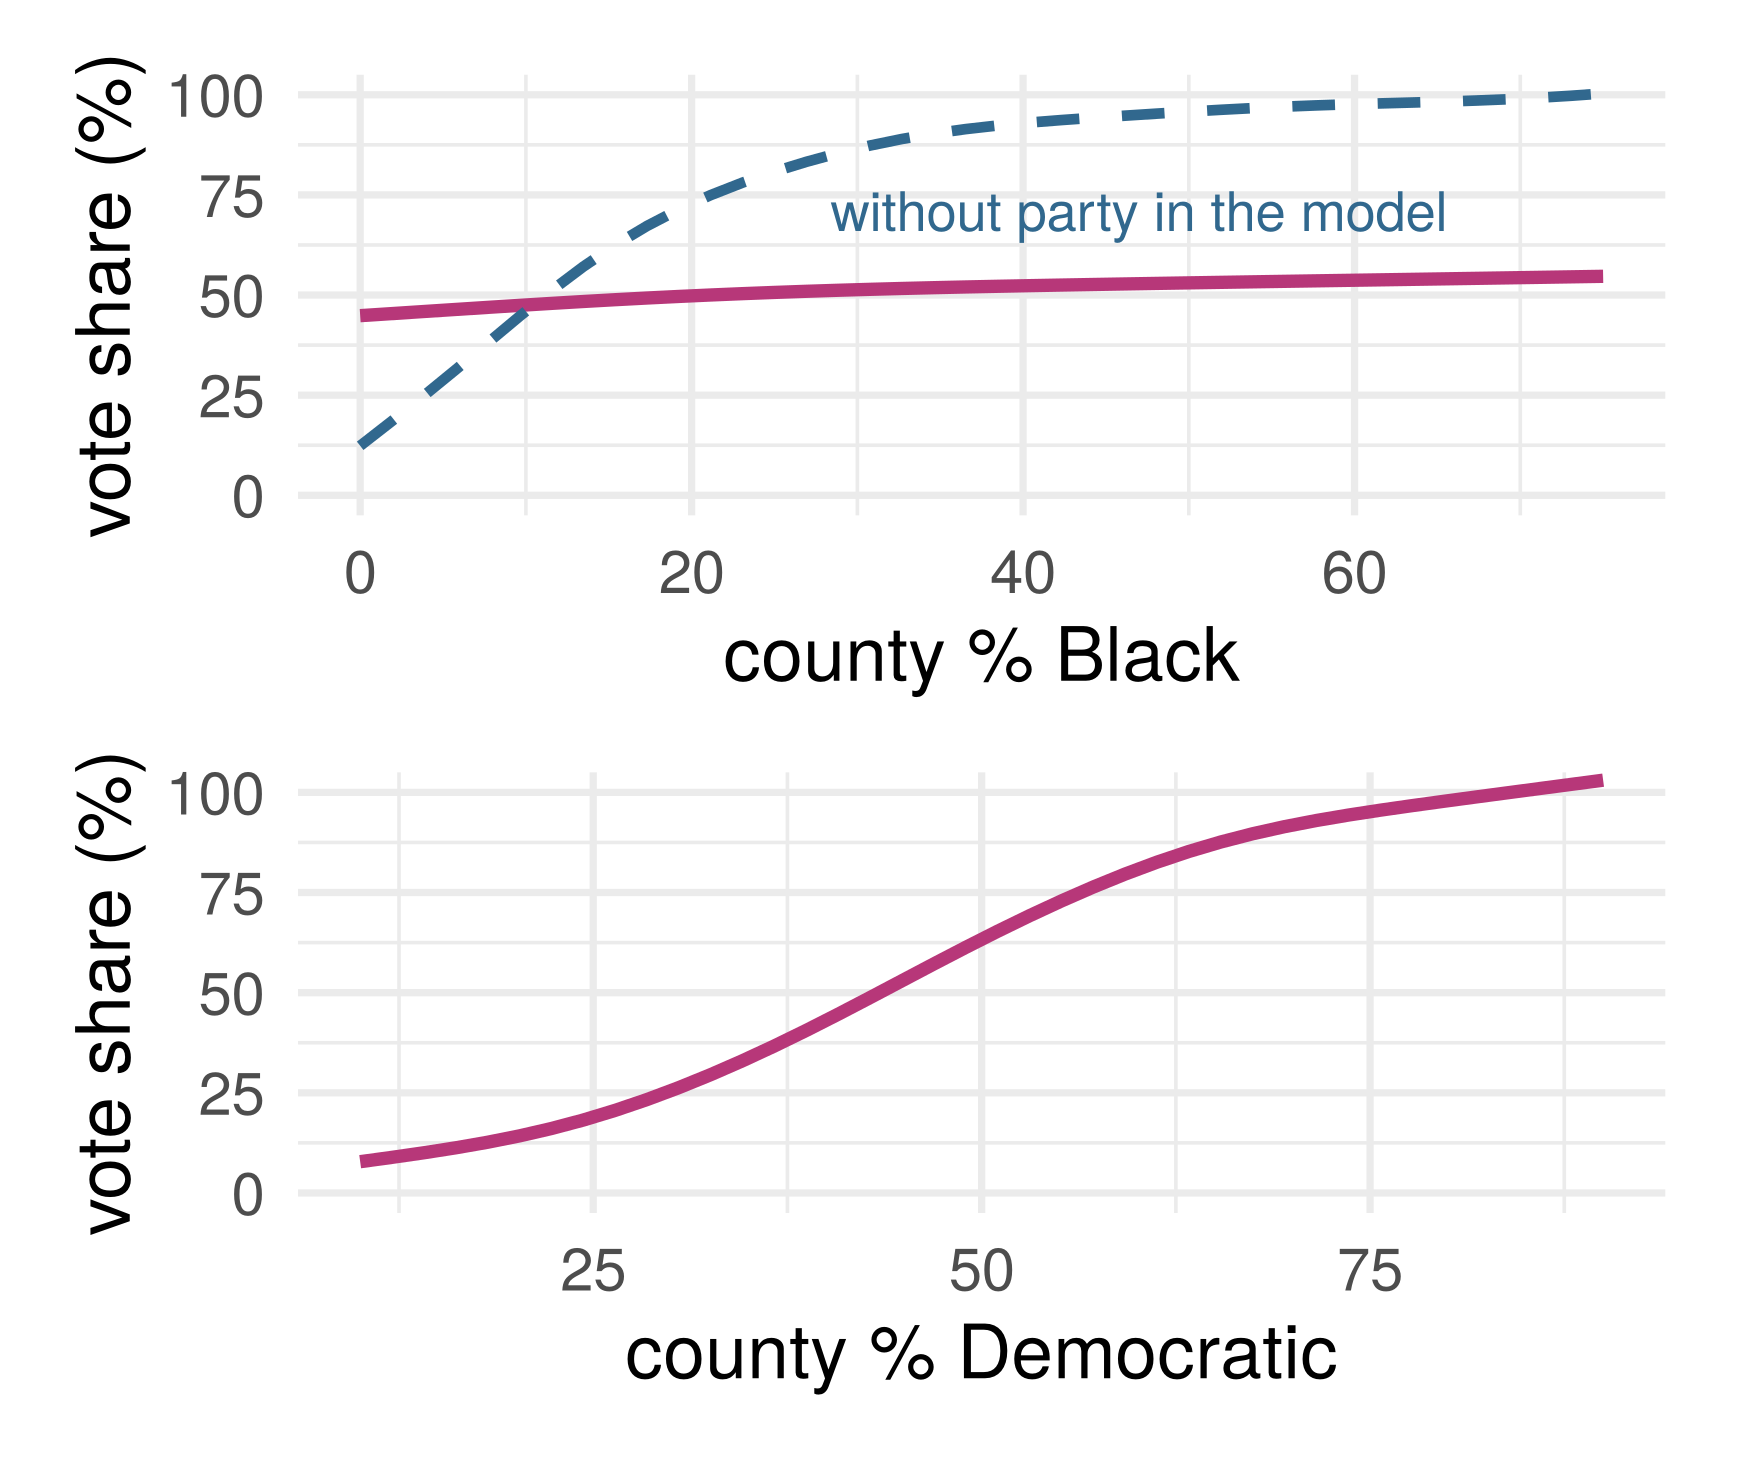 vote share (%)
100
75
50
25
0
without party in the model
0 20 40 60
county % Black
vote share (%)
100
75
50
25
0
25 50 75
county % Democratic